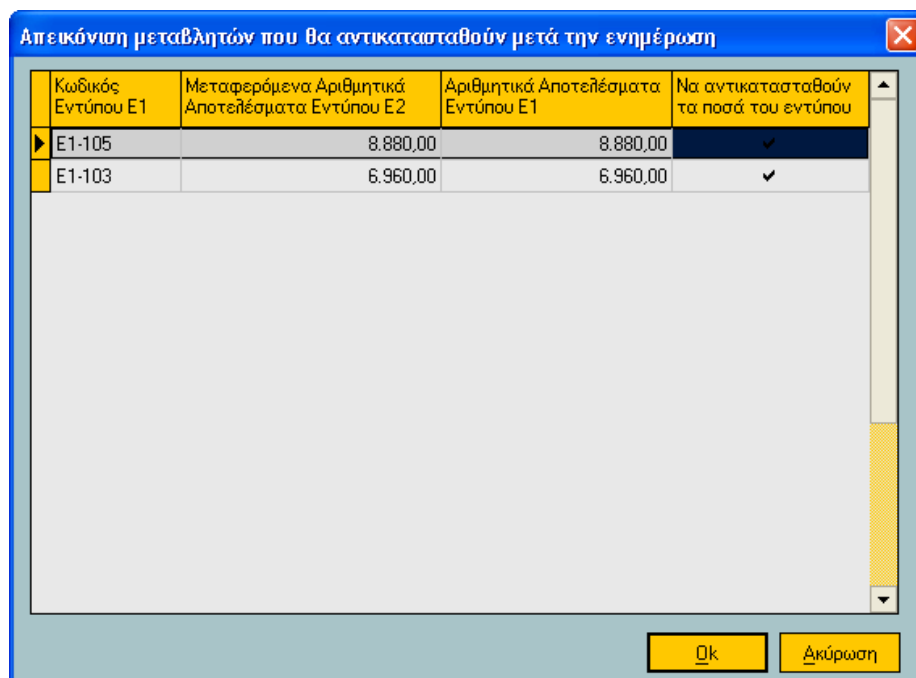 Απεικόνιση μεταβλητών που θα αντικατασταθούν μετά την ενημέρωση
Κωδικός Εντύπου Ε1
Μεταφερόμενα Αριθμητικά Αποτελέσματα Εντύπου Ε2
Αριθμητικά Αποτελέσματα Εντύπου Ε1
Να αντικατασταθούν τα ποσά του εντύπου
E1-105 8.880,00 8.880,00 ✔
E1-103 6.960,00 6.960,00 ✔
Ok Ακύρωση